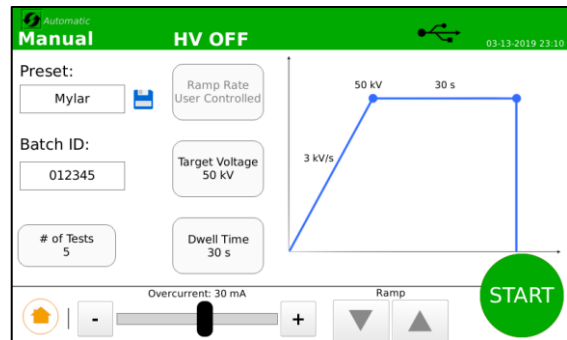 Automatic
Manual
HV OFF
03-13-2019 23:10
Preset:
Mylar
Ramp Rate
User Controlled
Batch ID:
012345
Target Voltage
50 kV
# of Tests
5
Dwell Time
30 s
50 kV
30 s
3 kV/s
Overcurrent: 30 mA
-
+
Ramp
START